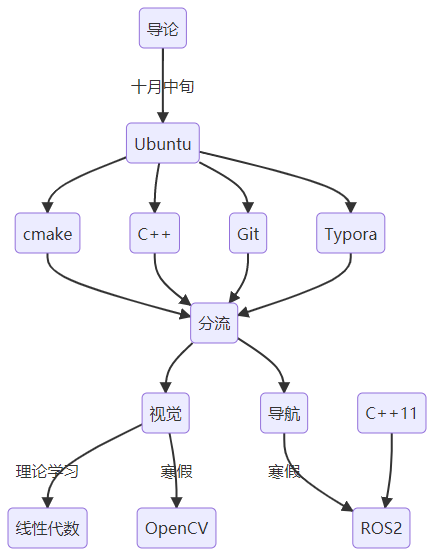 导论
十月中旬
Ubuntu
cmake
C++
Git
Typora
分流
视觉
导航
C++11
理论学习
寒假
寒假
线性代数
OpenCV
ROS2